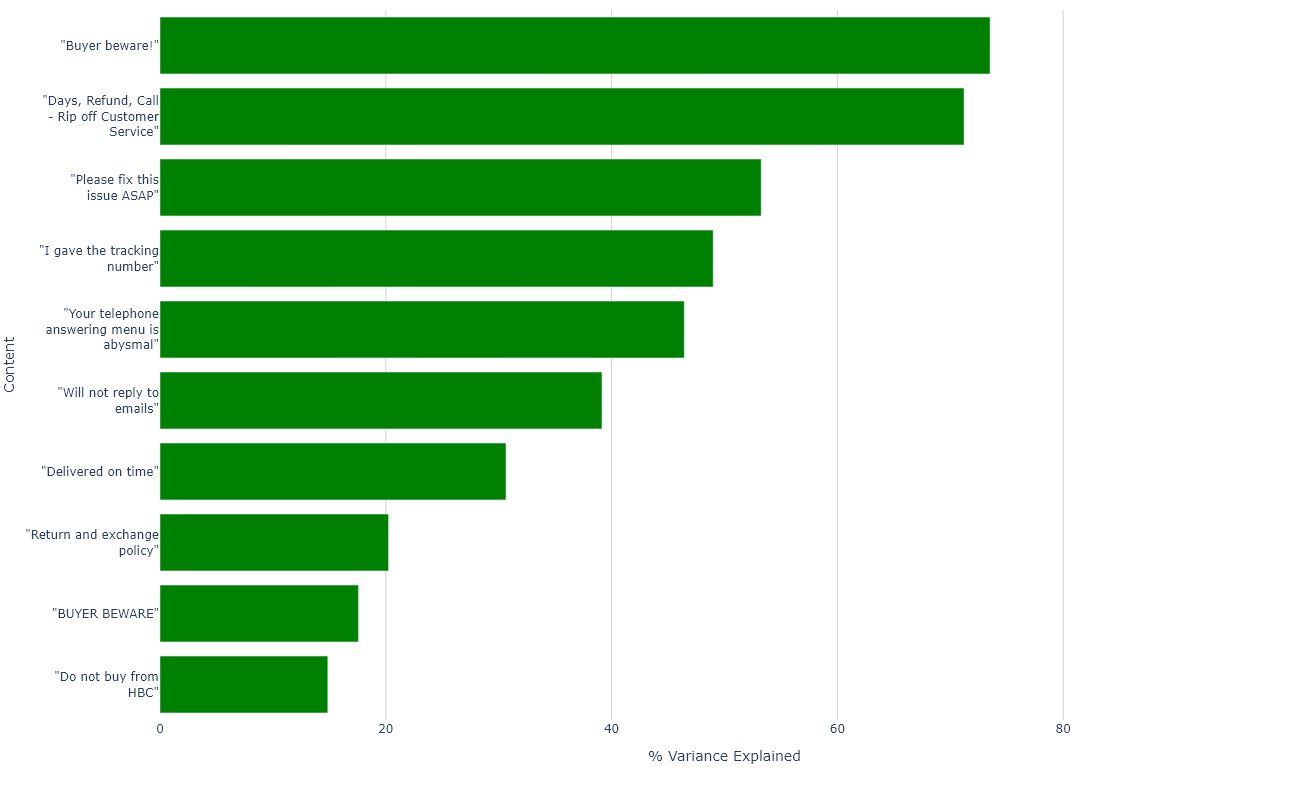 "Buyer beware!"
"Days, Refund, Call
- Rip off Customer
Service"
"Please fix this
issue ASAP"
"I gave the tracking
number"
"Your telephone
answering menu is
abysmal"
Content
"Will not reply to
emails"
"Delivered on time"
"Return and exchange
policy"
"BUYER BEWARE"
"Do not buy from
HBC"
0 20 40 60 80
% Variance Explained